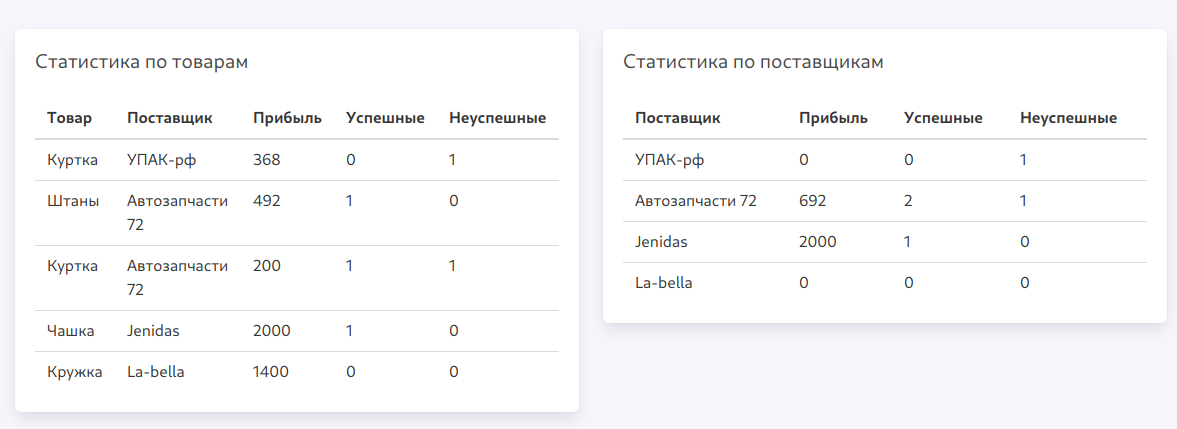 Статистика по товарам
Товар Поставщик Прибыль Успешные Неуспешные
Куртка УПАК-рф 368 0 1
Штаны Автозапчасти 492 1 0
72
Куртка Автозапчасти 200 1 1
72
Чашка Jenidas 2000 1 0
Кружка La-bella 1400 0 0
Статистика по поставщикам
Поставщик Прибыль Успешные Неуспешные
УПАК-рф 0 0 1
Автозапчасти 72 692 2 1
Jenidas 2000 1 0
La-bella 0 0 0